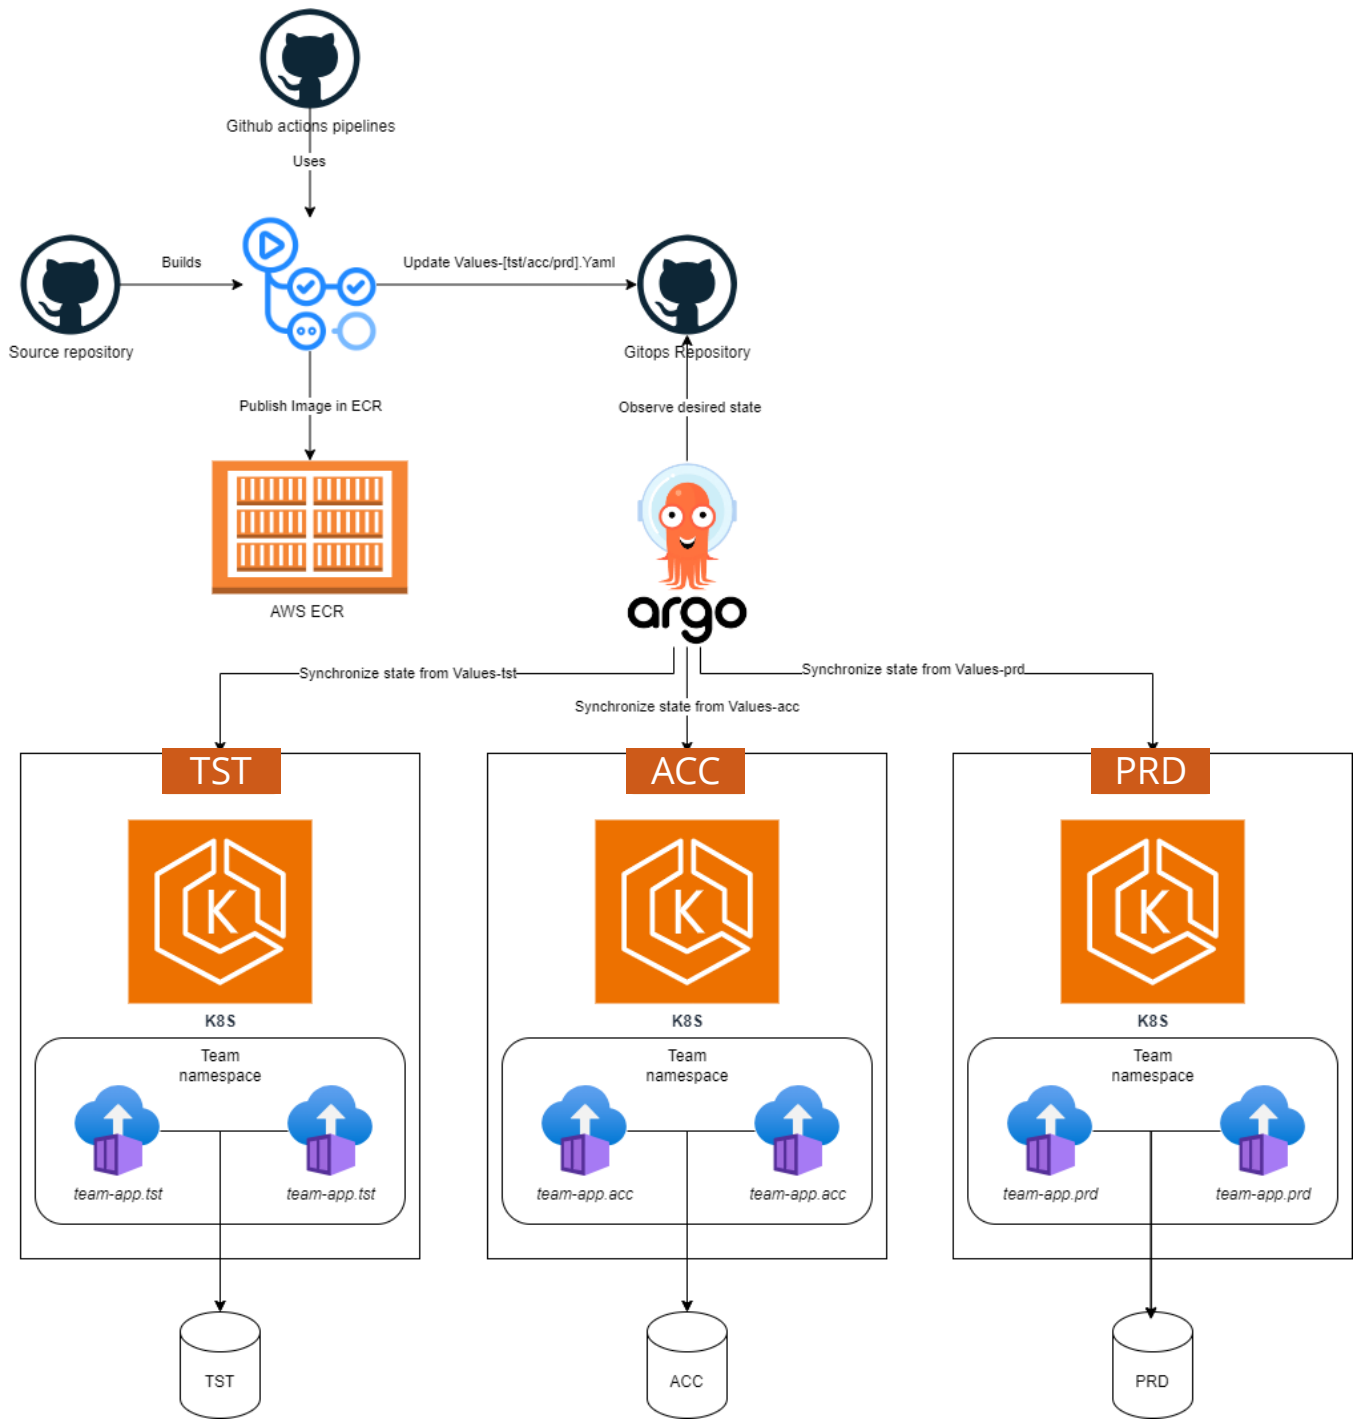 Github actions pipelines
Uses
Builds
Update Values-[tst/acc/prd].Yaml
Source repository
Gitops Repository
Publish Image in ECR
Observe desired state
AWS ECR
argo
Synchronize state from Values-tst
Synchronize state from Values-prd
Synchronize state from Values-acc
TST
ACC
PRD
K
K
K
K8S
K8S
K8S
Team
namespace
Team
namespace
Team
namespace
team-app.tst
team-app.tst
team-app.acc
team-app.acc
team-app.prd
team-app.prd
TST
ACC
PRD